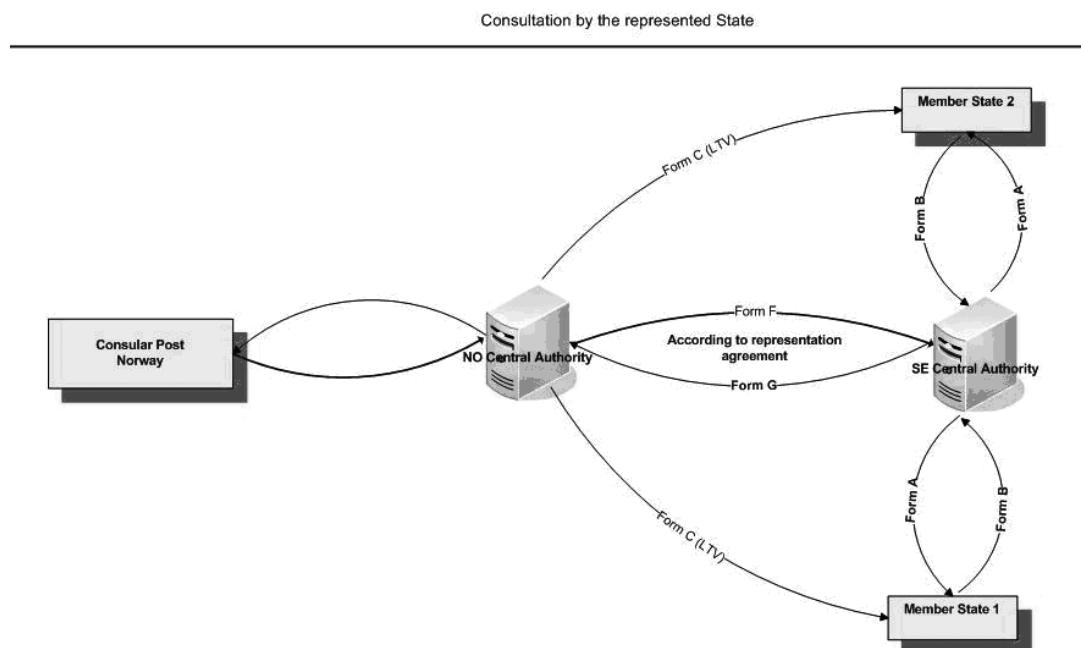 Consultation by the represented State
Member State 2
Form C (LTV)
Form B
Form A
Consular Post
Norway
NO Central Authority
Form F
According to representation
agreement
Form G
SE Central Authority
Form A
Form B
Form C (LTV)
Member State 1